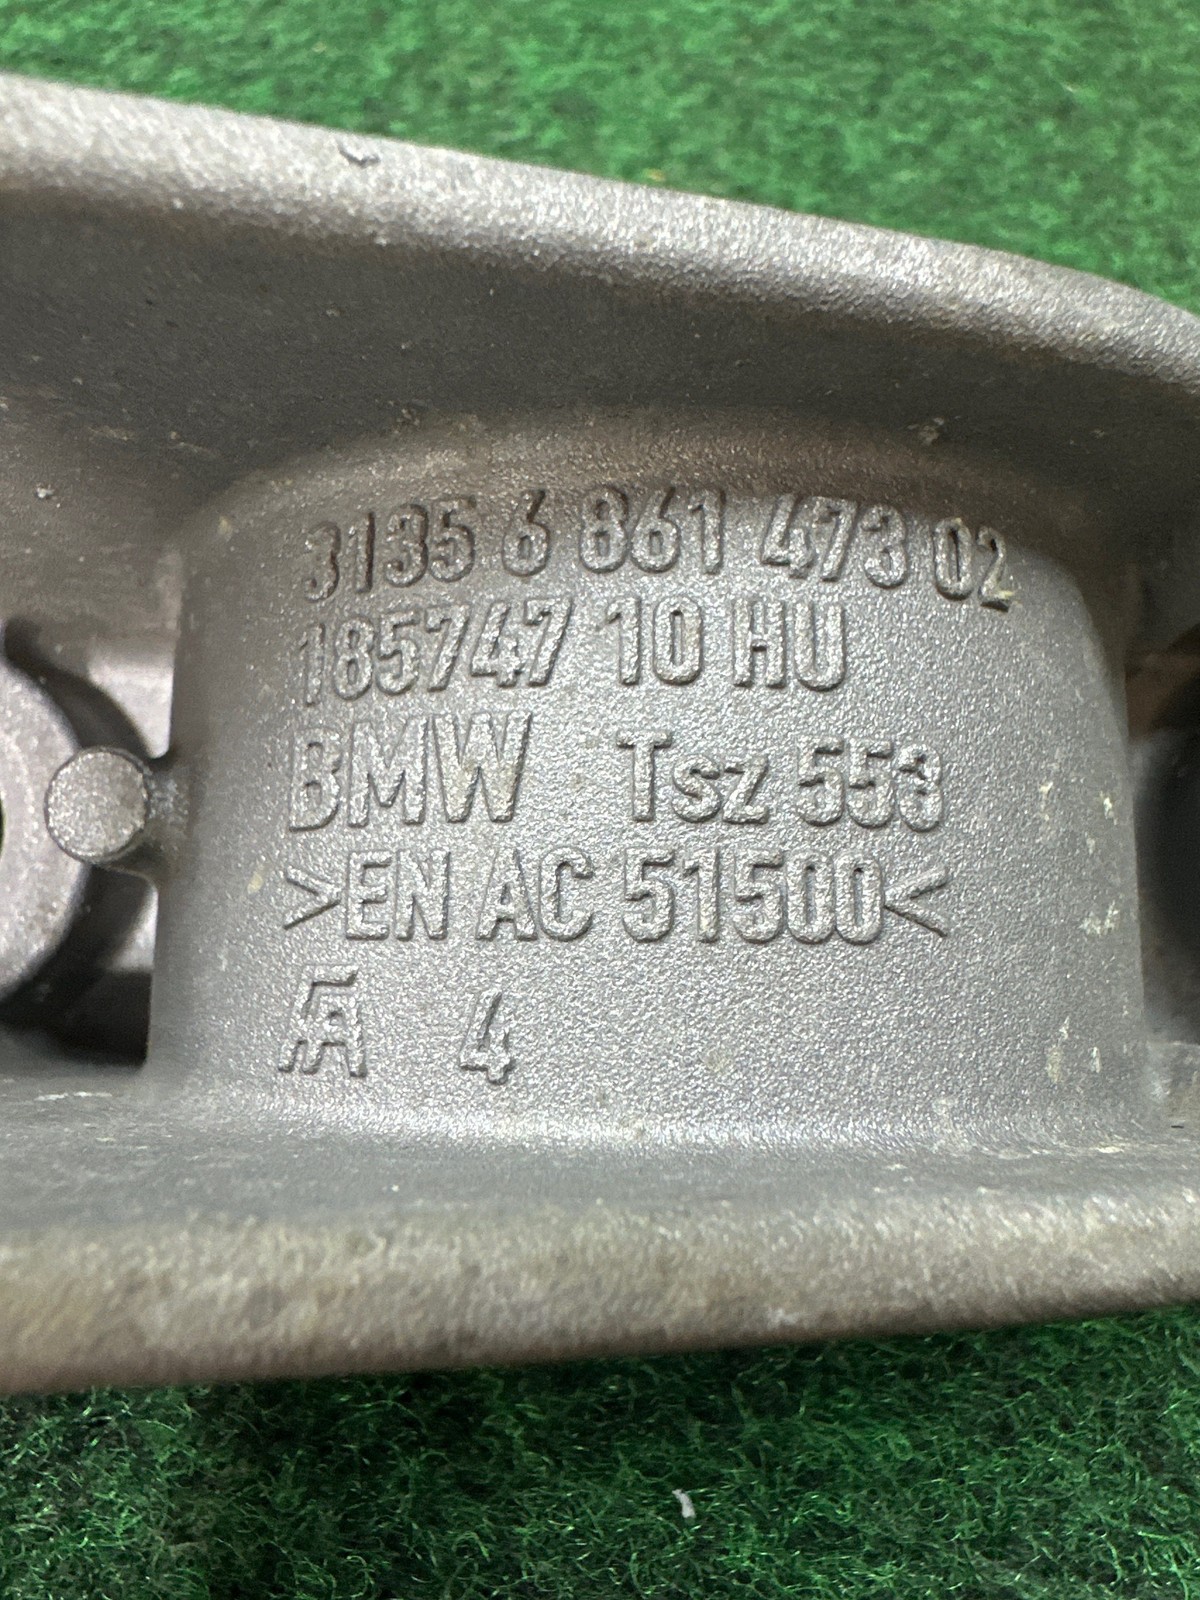 3135 6 861 473 02
185747 10 HU
BMW Tsz 553
>EN AC 51500<
4